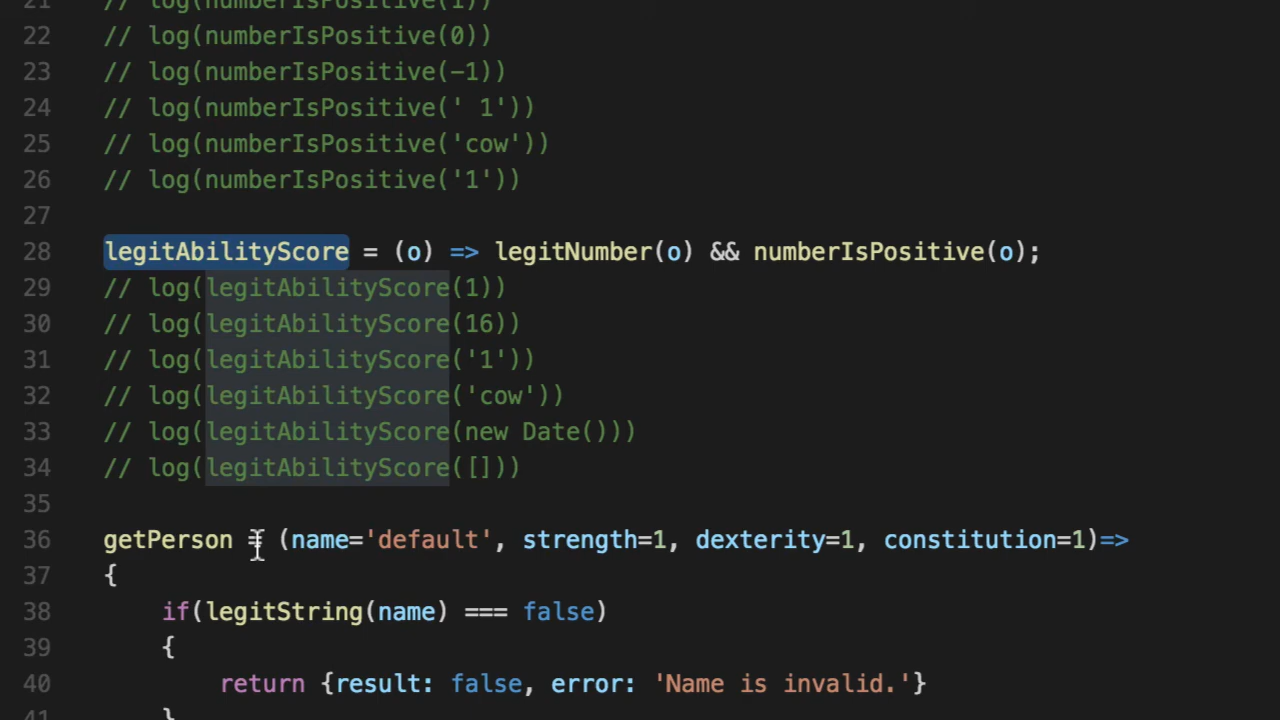 21 // log(numberIsPositive(1))
22 // log(numberIsPositive(0))
23 // log(numberIsPositive(-1))
24 // log(numberIsPositive(' 1'))
25 // log(numberIsPositive('cow'))
26 // log(numberIsPositive('1'))
27
28 legitAbilityScore = (o) => legitNumber(o) && numberIsPositive(o);
29 // log(legitAbilityScore(1))
30 // log(legitAbilityScore(16))
31 // log(legitAbilityScore('1'))
32 // log(legitAbilityScore('cow'))
33 // log(legitAbilityScore(new Date()))
34 // log(legitAbilityScore([]))
35
36 getPerson = (name='default', strength=1, dexterity=1, constitution=1)=>
37 {
38 if(legitString(name) === false)
39 {
40 return {result: false, error: 'Name is invalid.'}
41 }